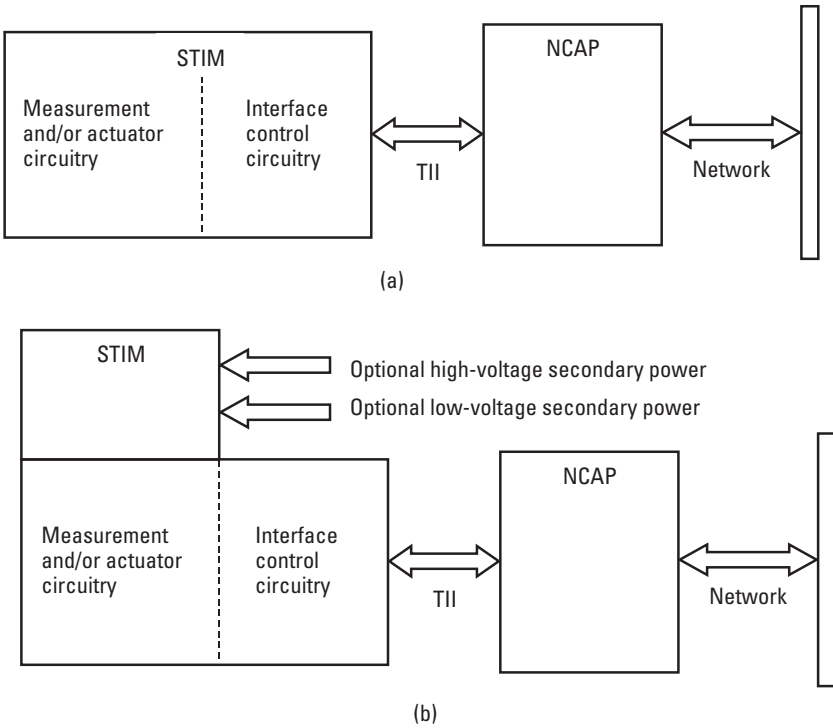 STIM
Measurement
and/or actuator
circuitry
Interface
control
circuitry
TII
NCAP
Network
(a)
STIM
Optional high-voltage secondary power
Optional low-voltage secondary power
Measurement
and/or actuator
circuitry
Interface
control
circuitry
TII
NCAP
Network
(b)